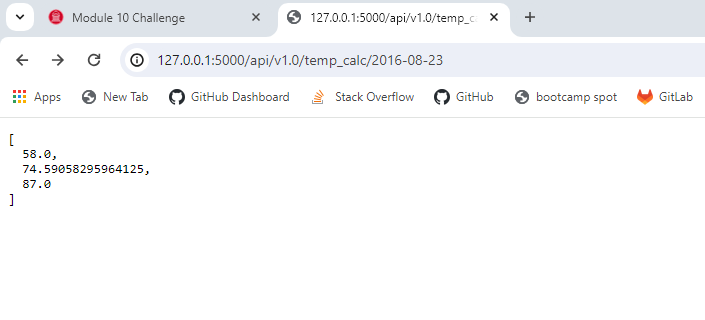 Module 10 Challenge
127.0.0.1:5000/api/v1.0/temp_c
127.0.0.1:5000/api/v1.0/temp_calc/2016-08-23
Apps New Tab GitHub Dashboard Stack Overflow GitHub bootcamp spot GitLab
[
58.0,
74.59058295964125,
87.0
]